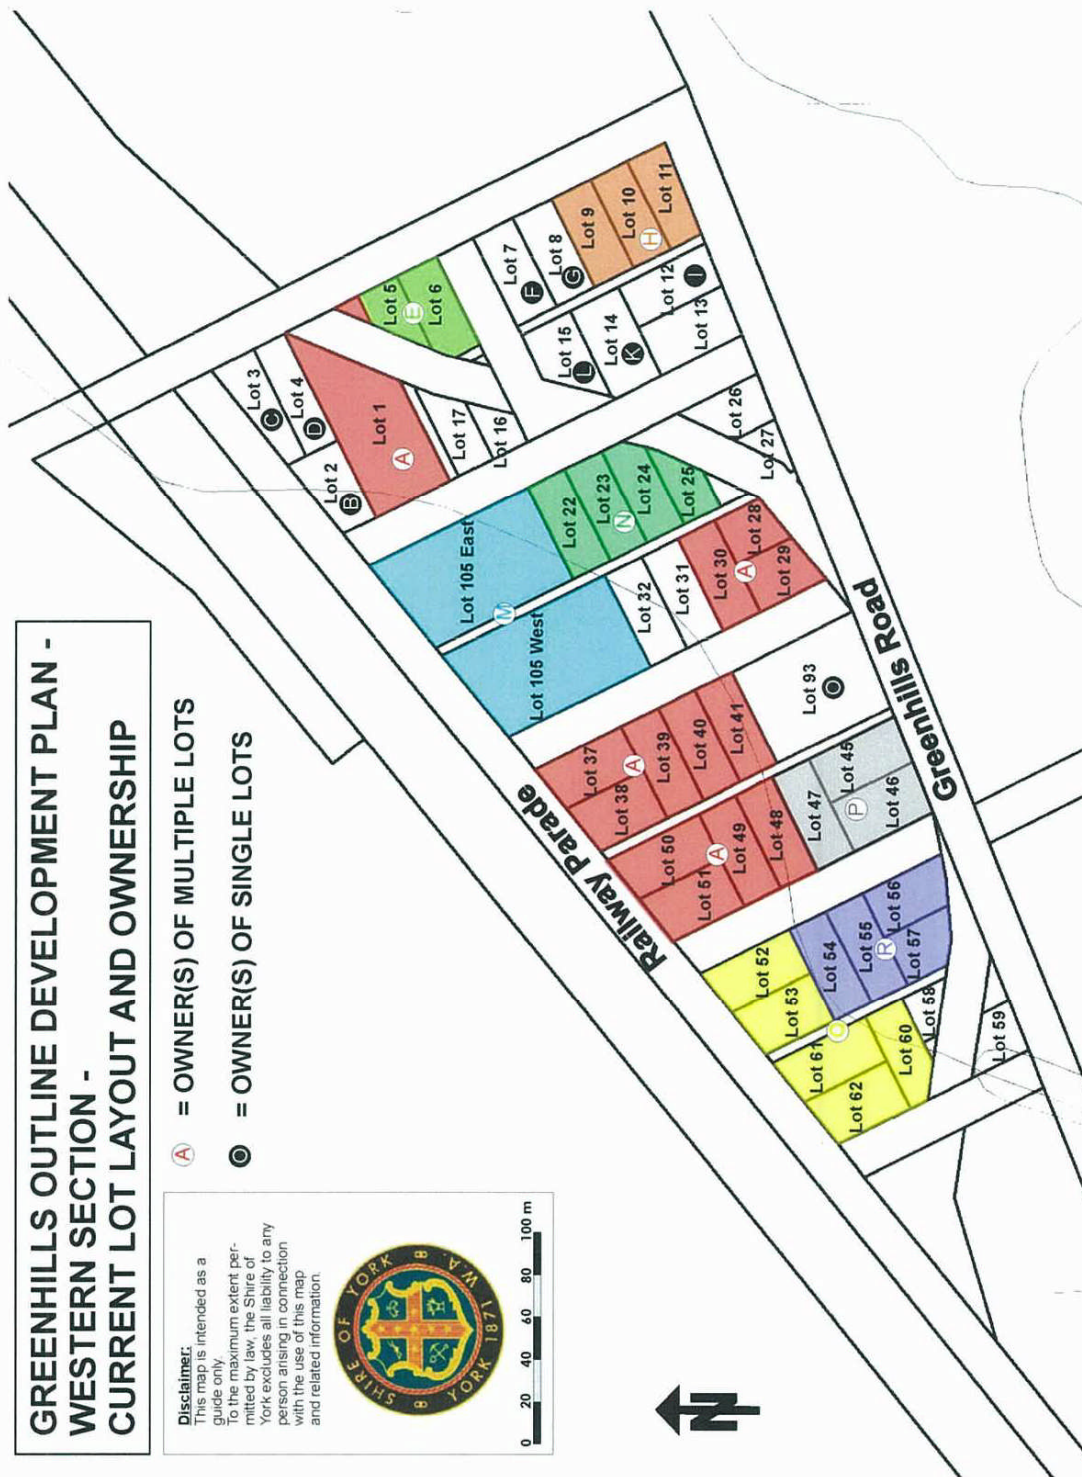 GREENHILLS OUTLINE DEVELOPMENT PLAN -
WESTERN SECTION -
CURRENT LOT LAYOUT AND OWNERSHIP
A = OWNER(S) OF MULTIPLE LOTS
O = OWNER(S) OF SINGLE LOTS
Disclaimer:
This map is intended as a
guide only.
To the maximum extent per-
mitted by law, the Shire of
York excludes all liability to any
person arising in connection
with the use of this map
and related information.
SHIRE OF YORK W.A.
YORK 1871
0 20 40 60 80 100 m
N
Railway Parade
Greenhills Road
Lot 3
C
Lot 4
D
Lot 2
B
Lot 1
A
Lot 5
E
Lot 6
Lot 17
Lot 16
Lot 7
F
Lot 8
G
Lot 9
Lot 10
H
Lot 11
Lot 15
L
Lot 14
K
Lot 12
I
Lot 13
Lot 26
Lot 27
Lot 105 East
M
Lot 105 West
Lot 22
Lot 23
N
Lot 24
Lot 25
Lot 32
Lot 31
Lot 30
A
Lot 28
Lot 29
Lot 37
A
Lot 38
Lot 39
Lot 40
Lot 41
Lot 93
O
Lot 50
Lot 51
A
Lot 49
Lot 48
Lot 47
Lot 45
P
Lot 46
Lot 52
Lot 53
Lot 54
Lot 55
R
Lot 56
Lot 57
Lot 61
Lot 62
Lot 60
Lot 58
Lot 59